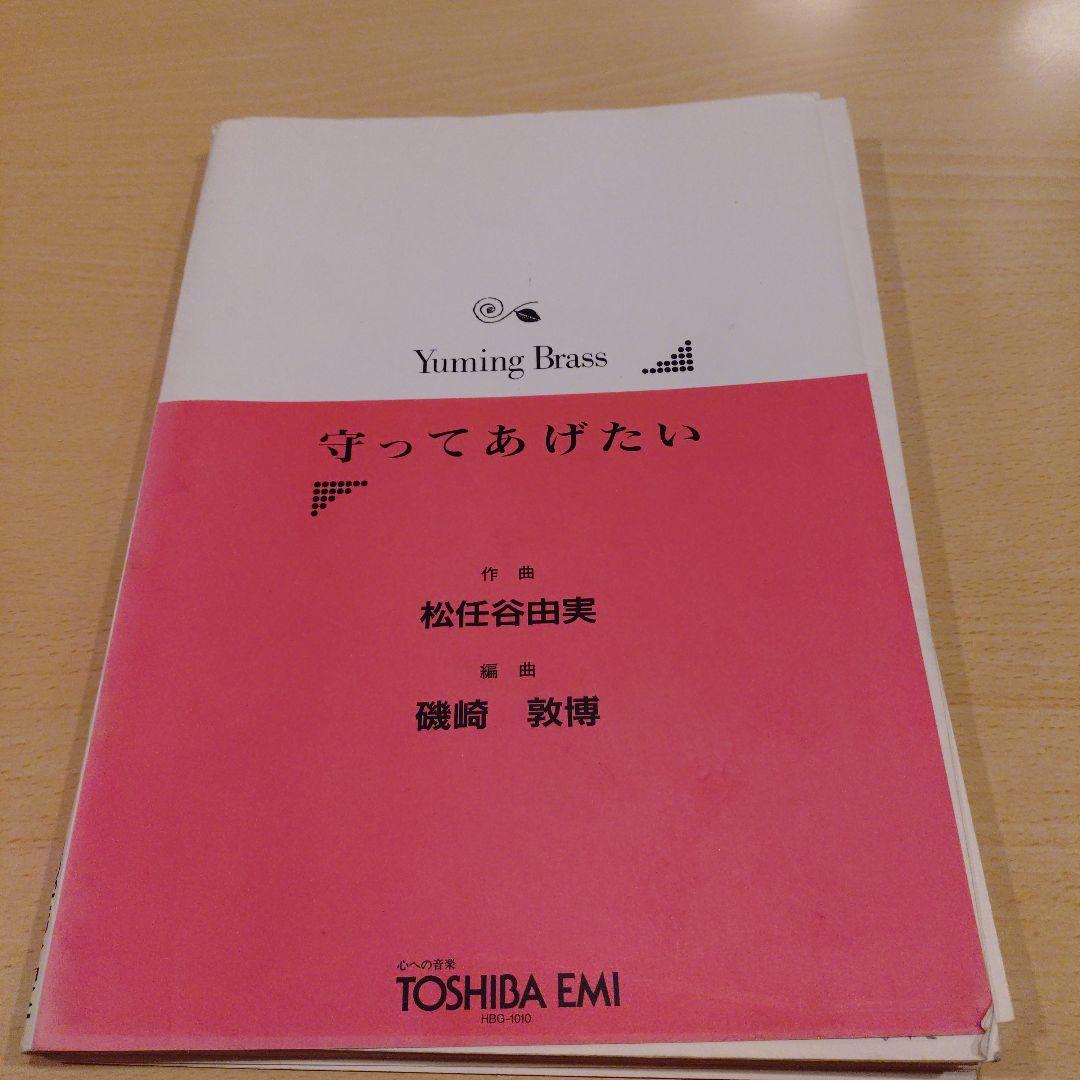 Yuming Brass
守ってあげたい
作曲
松任谷由実
編曲
磯崎 敦博
心への音楽
TOSHIBA EMI
HBG-1010